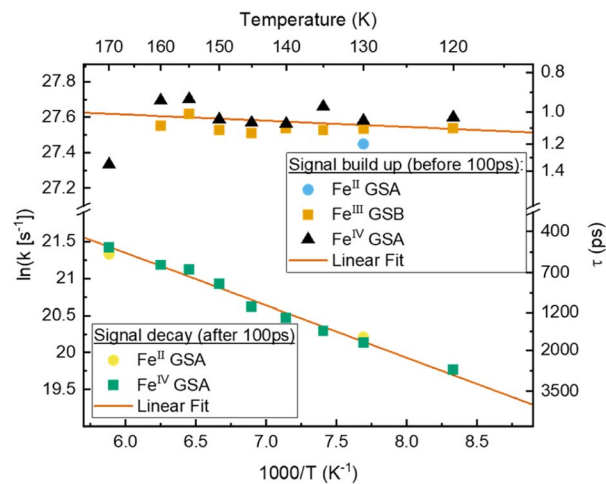 Temperature (K)
170 160 150 140 130 120
27.8
27.6
27.4
27.2
21.5
21.0
20.5
20.0
19.5
ln(k [s⁻¹])
0.8
1.0
1.2
1.4
400
700
1200
2000
3500
τ (ps)
Signal build up (before 100ps):
Feᴵᴵ GSA
Feᴵᴵᴵ GSB
Feᴵⱽ GSA
Linear Fit
Signal decay (after 100ps)
Feᴵᴵ GSA
Feᴵⱽ GSA
Linear Fit
6.0 6.5 7.0 7.5 8.0 8.5
1000/T (K⁻¹)